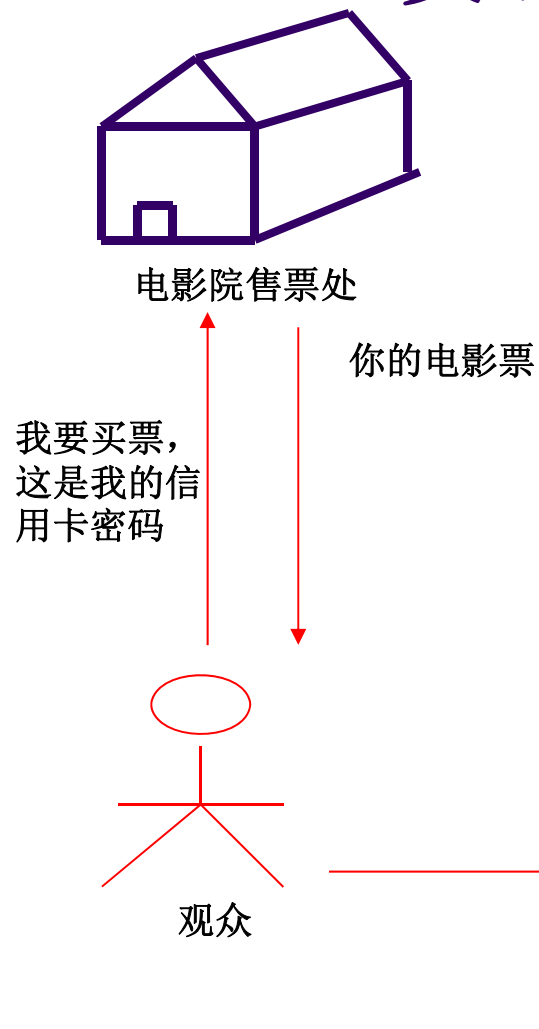 电影院售票处
你的电影票
我要买票，
这是我的信
用卡密码
观众